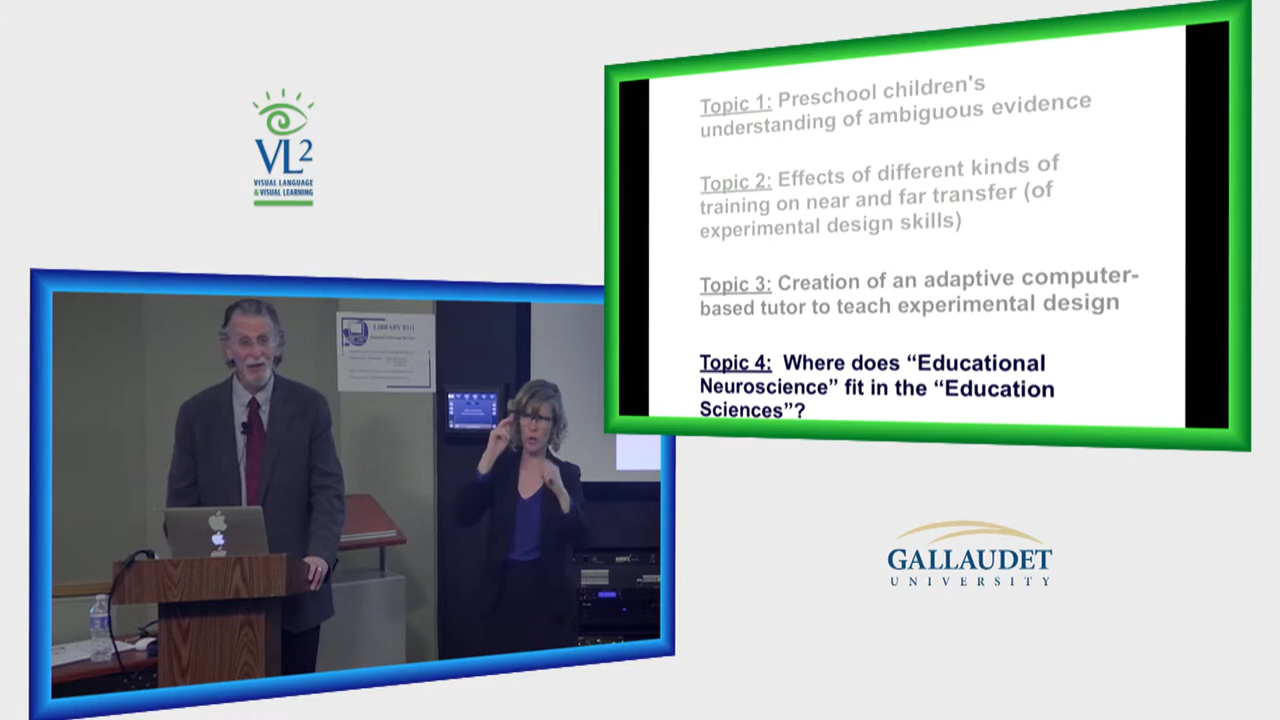 VL2
VISUAL LANGUAGE
& VISUAL LEARNING
Topic 1: Preschool children's
understanding of ambiguous evidence
Topic 2: Effects of different kinds of
training on near and far transfer (of
experimental design skills)
Topic 3: Creation of an adaptive computer-
based tutor to teach experimental design
Topic 4: Where does “Educational
Neuroscience” fit in the “Education
Sciences”?
LIBRARY B111
GALLAUDET
UNIVERSITY